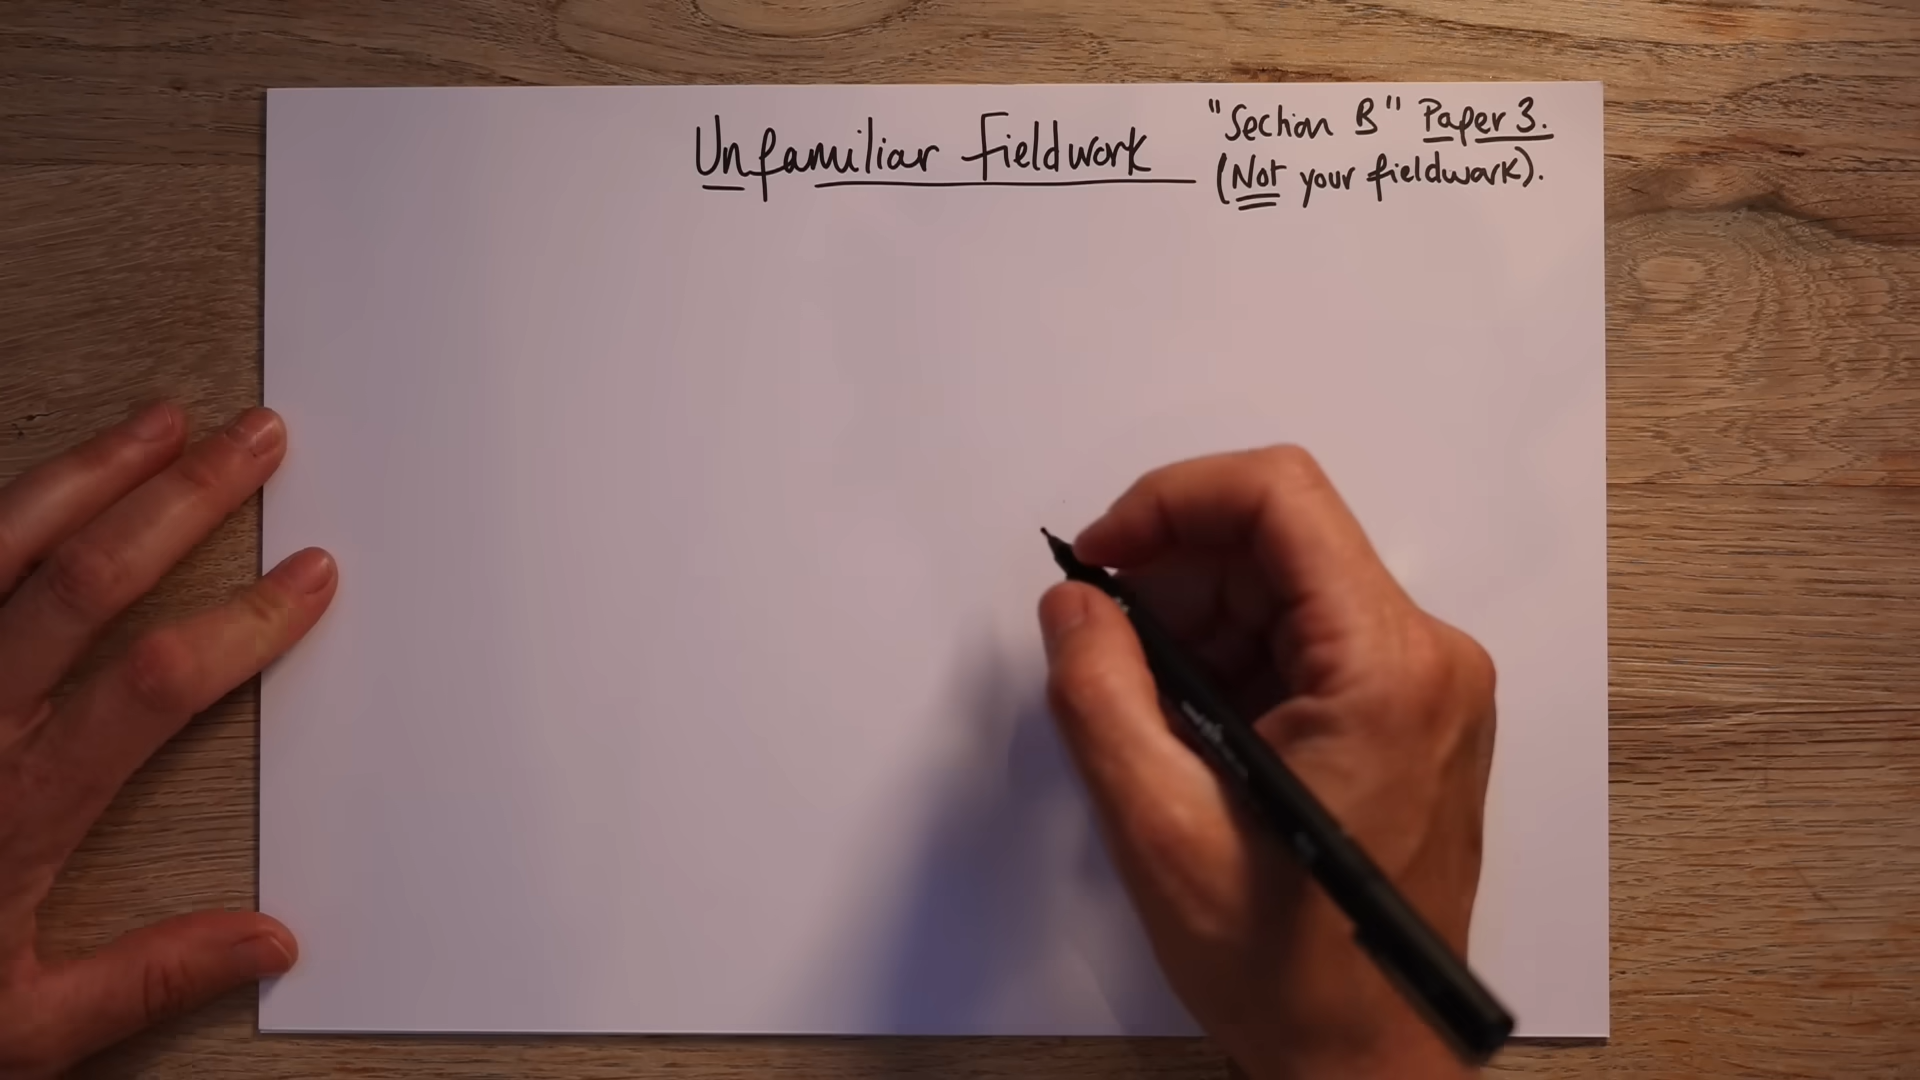 Unfamiliar Fieldwork
"Section B" Paper 3.
(Not your fieldwork).